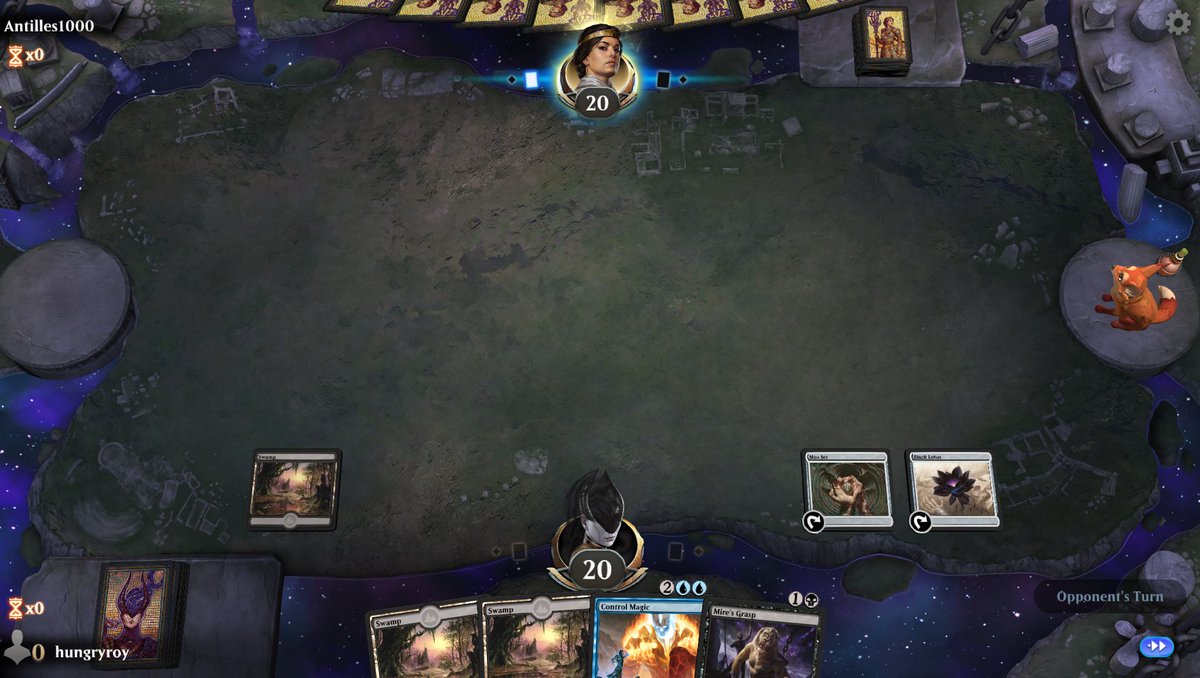 Antilles1000
x0
20
Swamp
Mox Jet
Black Lotus
20
2
1
Swamp
Swamp
Control Magic
Mire's Grasp
Opponent's Turn
x0
0 hungryroy